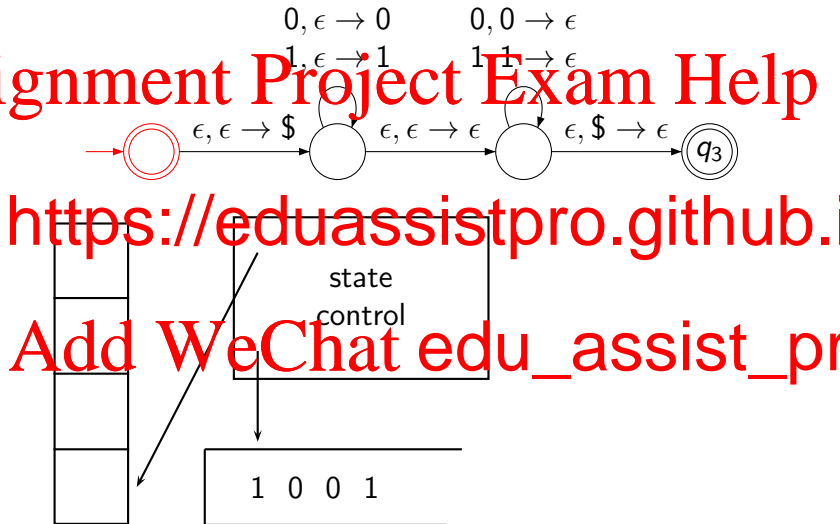 0, ϵ → 0
0, 0 → ϵ
1, ϵ → 1
1, 1 → ϵ
ignment Project Exam Help
ϵ, ϵ → $
ϵ, ϵ → ϵ
ϵ, $ → ϵ
q3
https://eduassistpro.github.i
state
control
Add WeChat edu_assist_pr
1 0 0 1